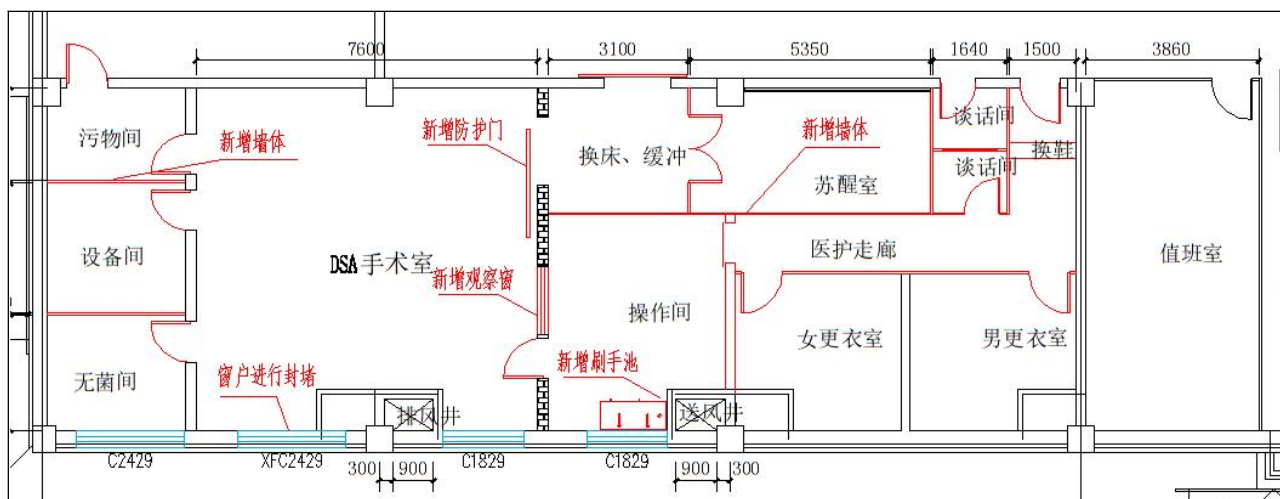 7600
3100
5350
1640
1500
3860
污物间
新增墙体
新增防护门
换床、缓冲
新增墙体
谈话间
换鞋
谈话间
苏醒室
设备间
DSA手术室
新增观察窗
医护走廊
值班室
操作间
女更衣室
男更衣室
无菌间
窗户进行封堵
新增刷手池
排风井
送风井
C2429
XFC2429
C1829
C1829
300
900
900
300